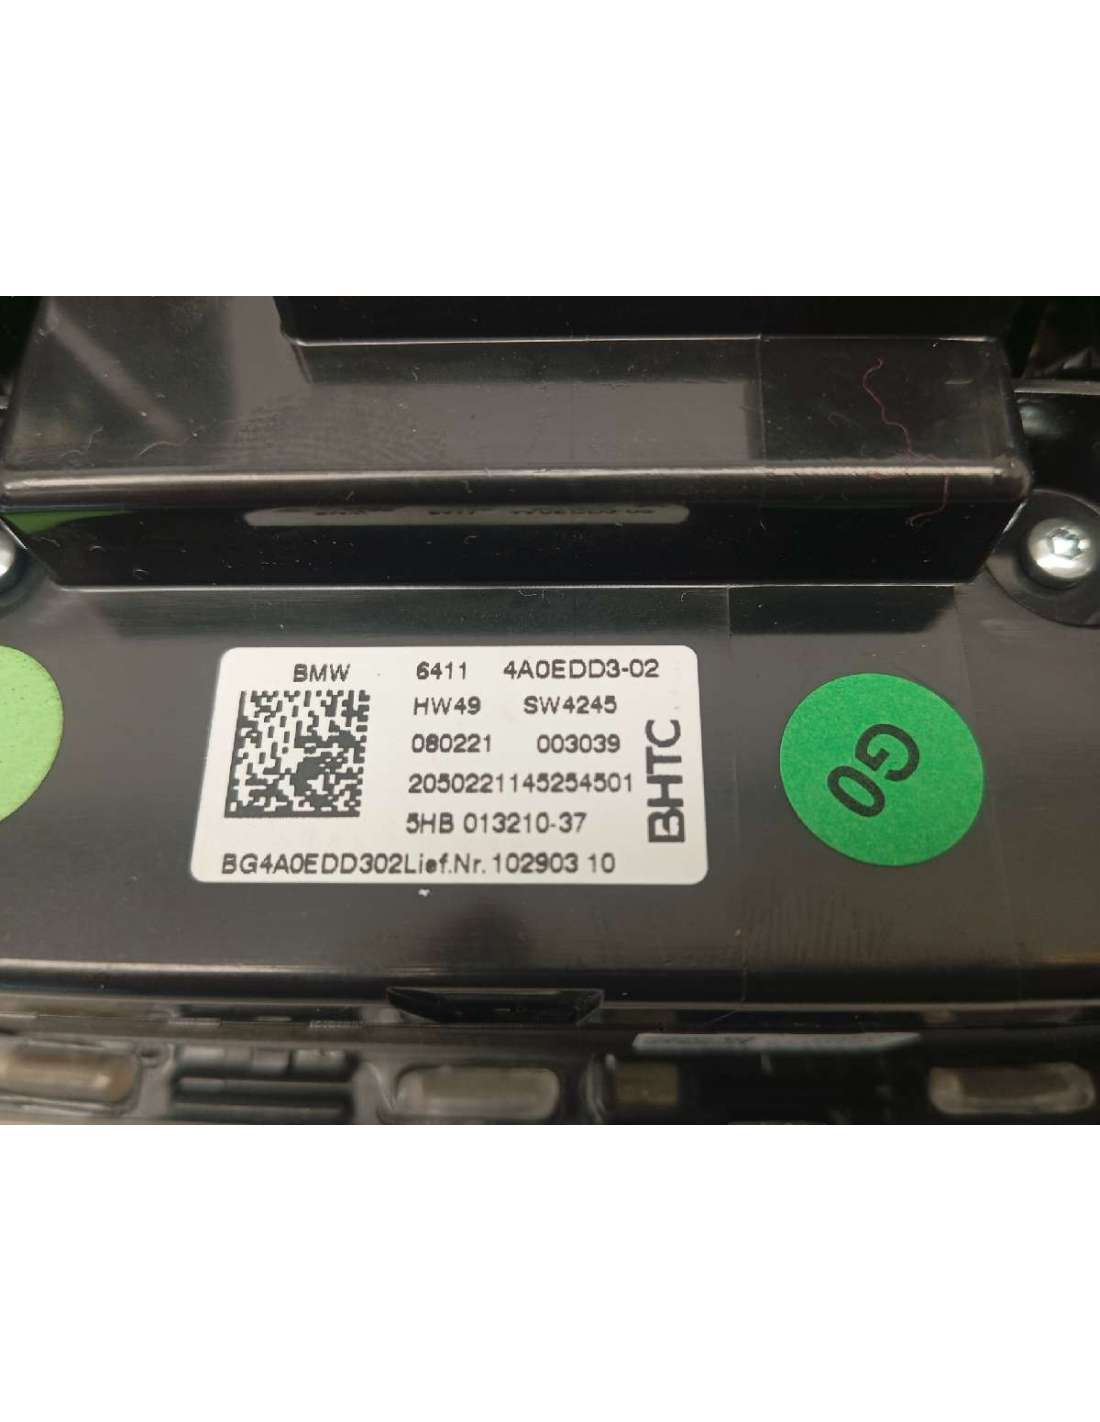 BMW 6411 4A0EDD3-02
HW49 SW4245
080221 003039
2050221145254501
5HB 013210-37
BG4A0EDD302Lief.Nr.102903 10
BHTC
G0